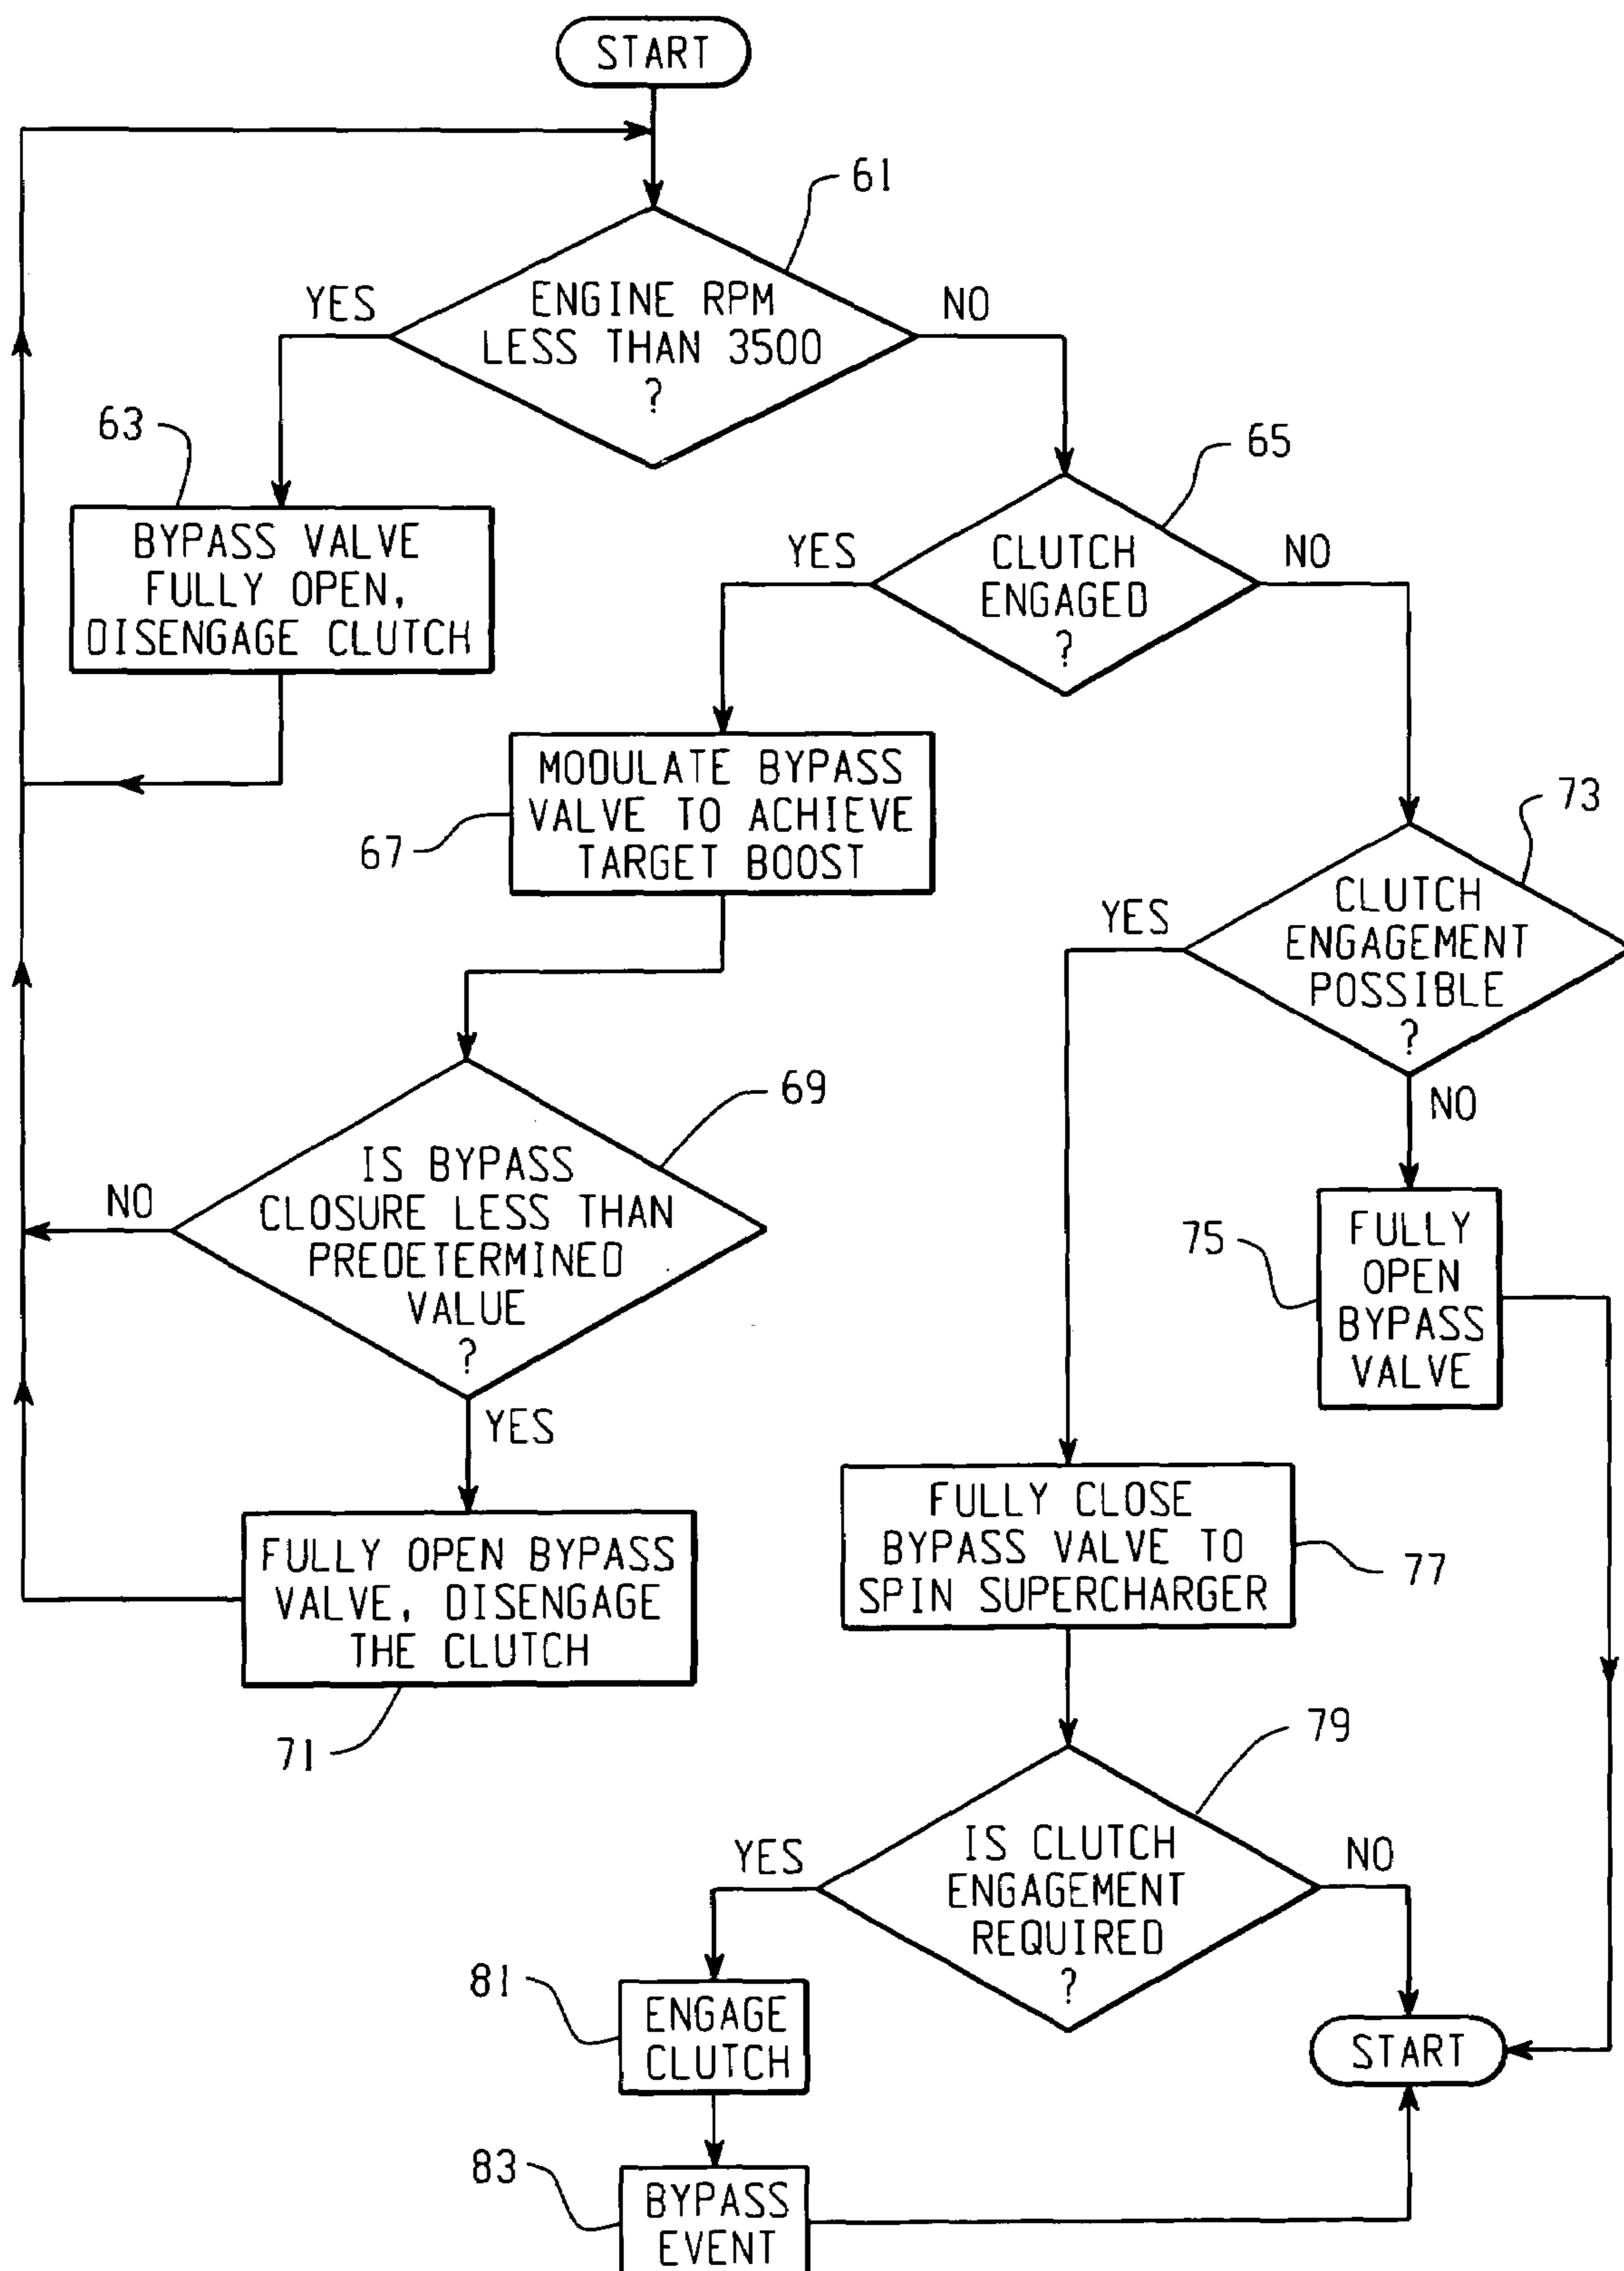 START
61
ENGINE RPM
LESS THAN 3500
?
YES
NO
63
BYPASS VALVE
FULLY OPEN,
DISENGAGE CLUTCH
65
CLUTCH
ENGAGED
?
YES
NO
MODULATE BYPASS
VALVE TO ACHIEVE
TARGET BOOST
67
73
CLUTCH
ENGAGEMENT
POSSIBLE
?
YES
NO
69
IS BYPASS
CLOSURE LESS THAN
PREDETERMINED
VALUE
?
NO
YES
75
FULLY
OPEN
BYPASS
VALVE
FULLY OPEN BYPASS
VALVE, DISENGAGE
THE CLUTCH
71
FULLY CLOSE
BYPASS VALVE TO
SPIN SUPERCHARGER
77
79
IS CLUTCH
ENGAGEMENT
REQUIRED
?
YES
NO
81
ENGAGE
CLUTCH
START
83
BYPASS
EVENT